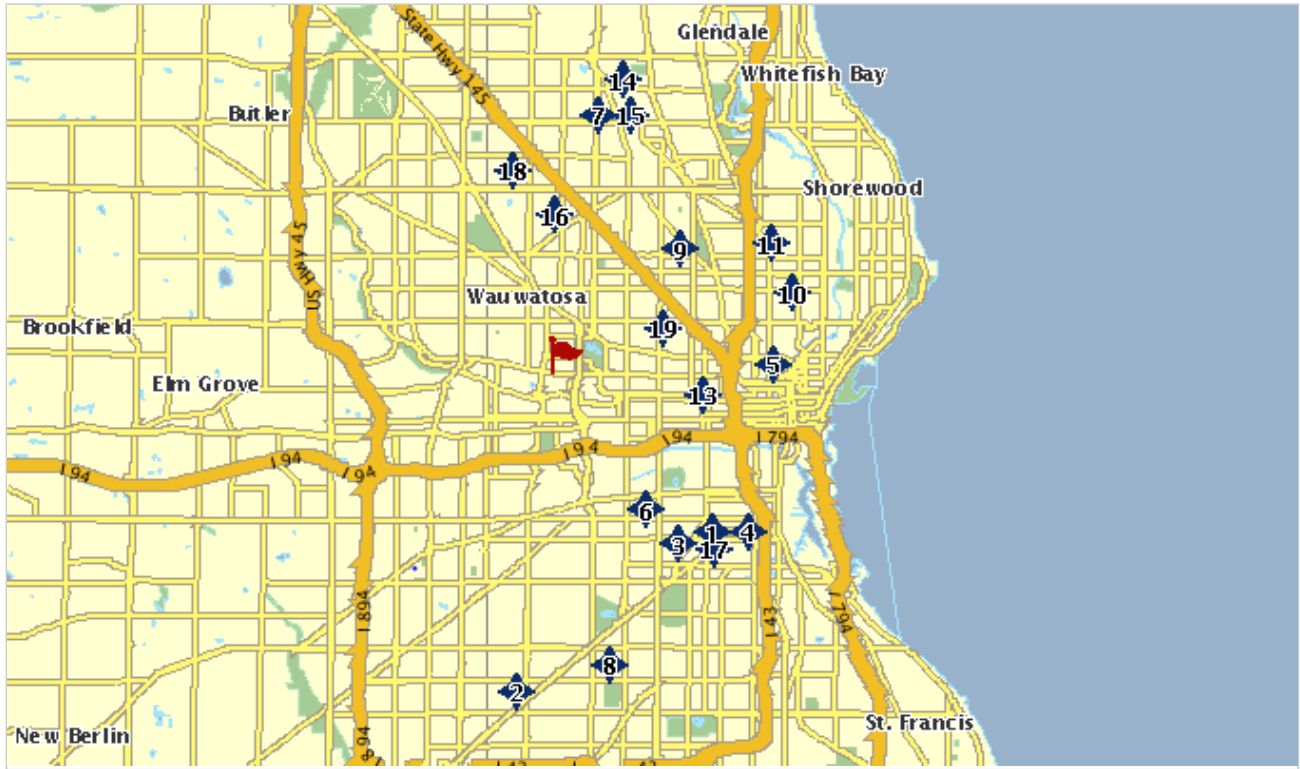 Glendale
State Hwy 145
Whitefish Bay
14
Butler
7
15
18
Shorewood
16
US Hwy 45
9
11
Wauwatosa
10
Brookfield
19
5
Elm Grove
13
I 94
I 94
I 94
I 94
I 94
I 794
6
1
4
3
17
I 894
I 794
I 43
8
2
St. Francis
New Berlin